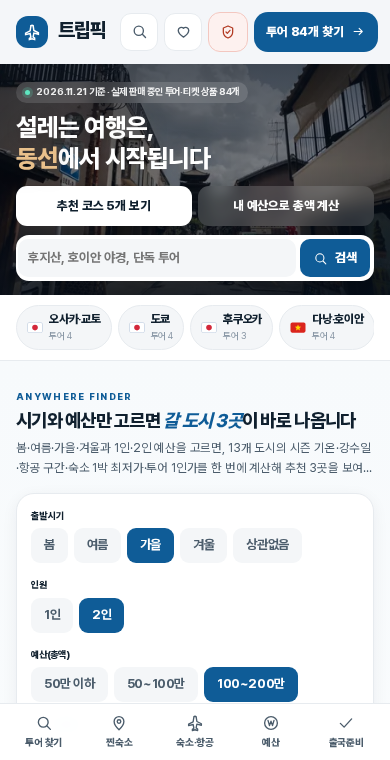 트립픽
투어 84개 찾기 →
2026.11.21 기준 · 실제 판매 중인 투어·티켓 상품 84개
설레는 여행은,
동선에서 시작됩니다
추천 코스 5개 보기
내 예산으로 총액 계산
후지산, 호이안 야경, 단독 투어
검색
오사카·교토
투어 4
도쿄
투어 4
후쿠오카
투어 3
다낭·호이안
투어 4
ANYWHERE FINDER
시기와 예산만 고르면 갈 도시 3곳이 바로 나옵니다
봄·여름·가을·겨울과 1인·2인 예산을 고르면, 13개 도시의 시즌 기온·강수일
·항공 구간·숙소 1박 최저가·투어 1인가를 한 번에 계산해 추천 3곳을 보여...
출발시기
봄
여름
가을
겨울
상관없음
인원
1인
2인
예산(총액)
50만 이하
50~100만
100~200만
투어 찾기
찐숙소
숙소·항공
예산
출국준비